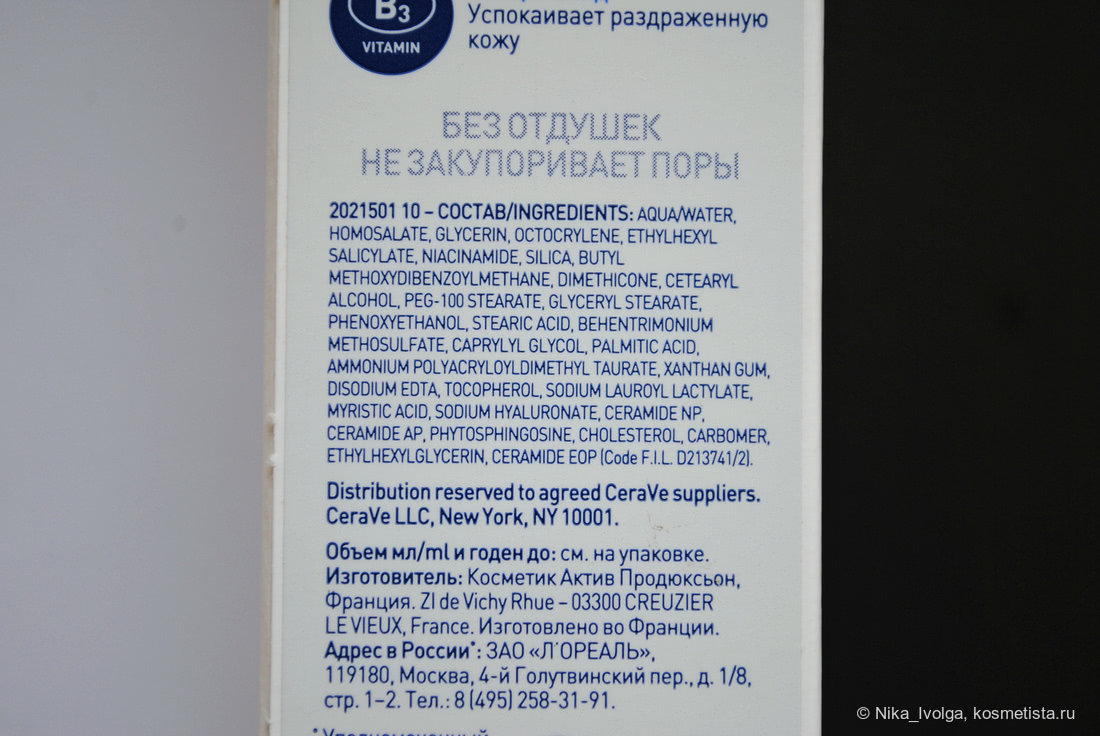 B3
VITAMIN
Успокаивает раздраженную
кожу
БЕЗ ОТДУШЕК
НЕ ЗАКУПОРИВАЕТ ПОРЫ
2021501 10 – СОСТАВ/INGREDIENTS: AQUA/WATER,
HOMOSALATE, GLYCERIN, OCTOCRYLENE, ETHYLHEXYL
SALICYLATE, NIACINAMIDE, SILICA, BUTYL
METHOXYDIBENZOYLMETHANE, DIMETHICONE, CETEARYL
ALCOHOL, PEG-100 STEARATE, GLYCERYL STEARATE,
PHENOXYETHANOL, STEARIC ACID, BEHENTRIMONIUM
METHOSULFATE, CAPRYLYL GLYCOL, PALMITIC ACID,
AMMONIUM POLYACRYLOYLDIMETHYL TAURATE, XANTHAN GUM,
DISODIUM EDTA, TOCOPHEROL, SODIUM LAUROYL LACTYLATE,
MYRISTIC ACID, SODIUM HYALURONATE, CERAMIDE NP,
CERAMIDE AP, PHYTOSPHINGOSINE, CHOLESTEROL, CARBOMER,
ETHYLHEXYLGLYCERIN, CERAMIDE EOP (Code F.I.L. D213741/2).
Distribution reserved to agreed CeraVe suppliers.
CeraVe LLC, New York, NY 10001.
Объем мл/ml и годен до: см. на упаковке.
Изготовитель: Косметик Актив Продюксьон,
Франция. ZI de Vichy Rhue – 03300 CREUZIER
LE VIEUX, France. Изготовлено во Франции.
Адрес в России*: ЗАО «Л'ОРЕАЛЬ»,
119180, Москва, 4-й Голутвинский пер., д. 1/8,
стр. 1–2. Тел.: 8 (495) 258-31-91.
© Nika_Ivolga, kosmetista.ru